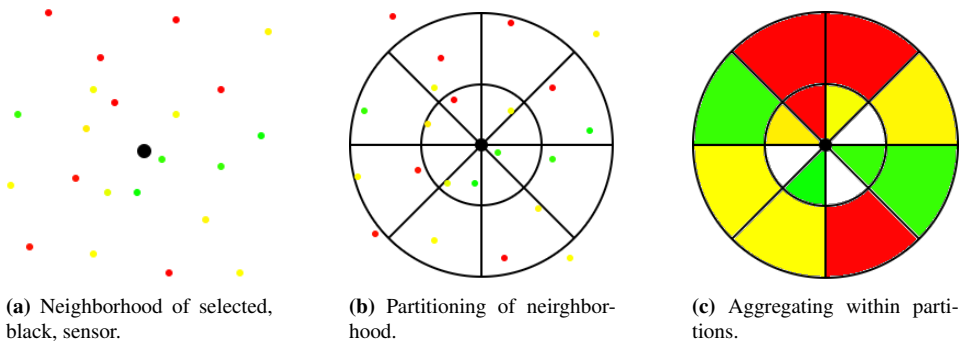 (a) Neighborhood of selected,
black, sensor.
(b) Partitioning of neirghbor-
hood.
(c) Aggregating within parti-
tions.